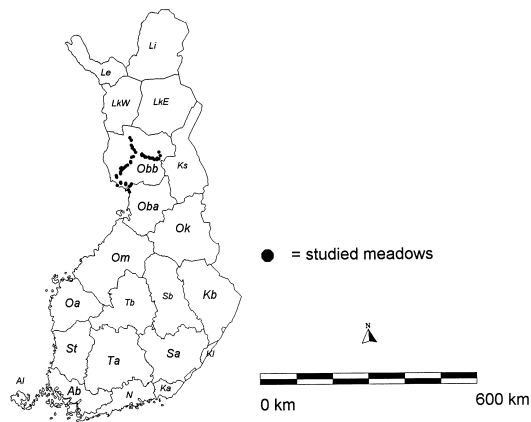 Li
Le
LkW
LkE
Obb
Ks
Oba
Ok
Om
Oa
Tb
Sb
Kb
St
Ta
Sa
Kl
Al
Ab
N
Ka
= studied meadows
N
0 km
600 km